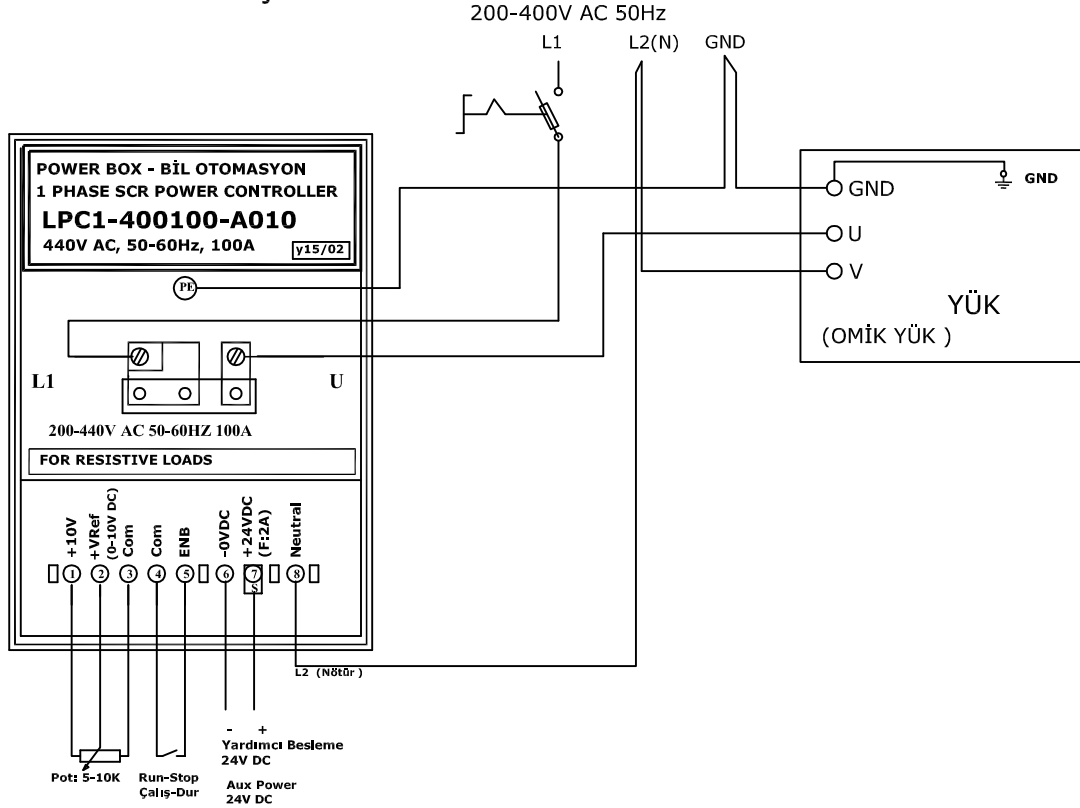 200-400V AC 50Hz
L1
L2(N)
GND
POWER BOX - BİL OTOMASYON
1 PHASE SCR POWER CONTROLLER
LPC1-400100-A010
440V AC, 50-60Hz, 100A
y15/02
PE
GND
GND
U
V
YÜK
(OMİK YÜK )
L1
U
200-440V AC 50-60HZ 100A
FOR RESISTIVE LOADS
+10V
+VRef
(0-10V DC)
Com
Com
ENB
-0VDC
+24VDC
(F:2A)
Neutral
1
2
3
4
5
6
7
8
S
L2 (Nötür )
- +
Yardımcı Besleme
24V DC
Pot: 5-10K
Run-Stop
Çalış-Dur
Aux Power
24V DC